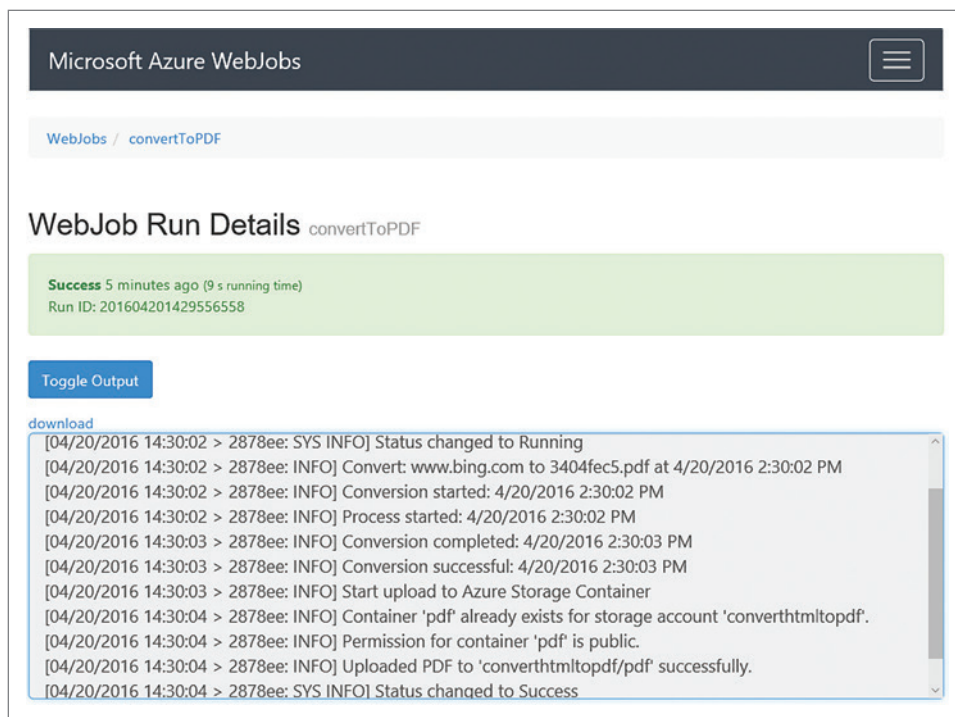 Microsoft Azure WebJobs
WebJobs / convertToPDF
WebJob Run Details convertToPDF
Success 5 minutes ago (9 s running time)
Run ID: 201604201429556558
Toggle Output
download
[04/20/2016 14:30:02 > 2878ee: SYS INFO] Status changed to Running
[04/20/2016 14:30:02 > 2878ee: INFO] Convert: www.bing.com to 3404fec5.pdf at 4/20/2016 2:30:02 PM
[04/20/2016 14:30:02 > 2878ee: INFO] Conversion started: 4/20/2016 2:30:02 PM
[04/20/2016 14:30:02 > 2878ee: INFO] Process started: 4/20/2016 2:30:02 PM
[04/20/2016 14:30:03 > 2878ee: INFO] Conversion completed: 4/20/2016 2:30:03 PM
[04/20/2016 14:30:03 > 2878ee: INFO] Conversion successful: 4/20/2016 2:30:03 PM
[04/20/2016 14:30:03 > 2878ee: INFO] Start upload to Azure Storage Container
[04/20/2016 14:30:04 > 2878ee: INFO] Container 'pdf' already exists for storage account 'converthtmltopdf'.
[04/20/2016 14:30:04 > 2878ee: INFO] Permission for container 'pdf' is public.
[04/20/2016 14:30:04 > 2878ee: INFO] Uploaded PDF to 'converthtmltopdf/pdf' successfully.
[04/20/2016 14:30:04 > 2878ee: SYS INFO] Status changed to Success